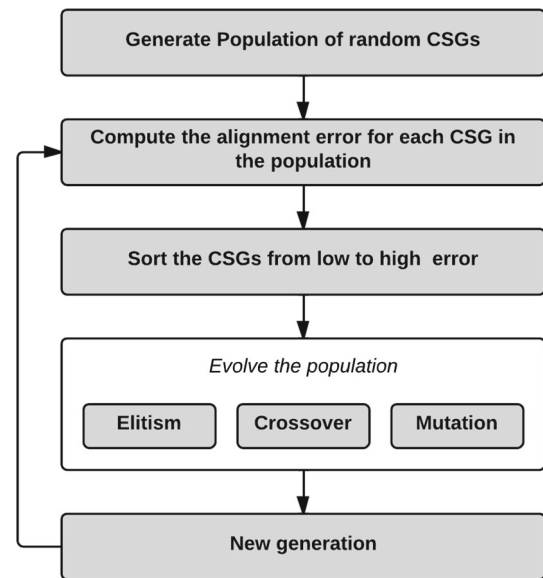 Generate Population of random CSGs
Compute the alignment error for each CSG in
the population
Sort the CSGs from low to high error
Evolve the population
Elitism
Crossover
Mutation
New generation